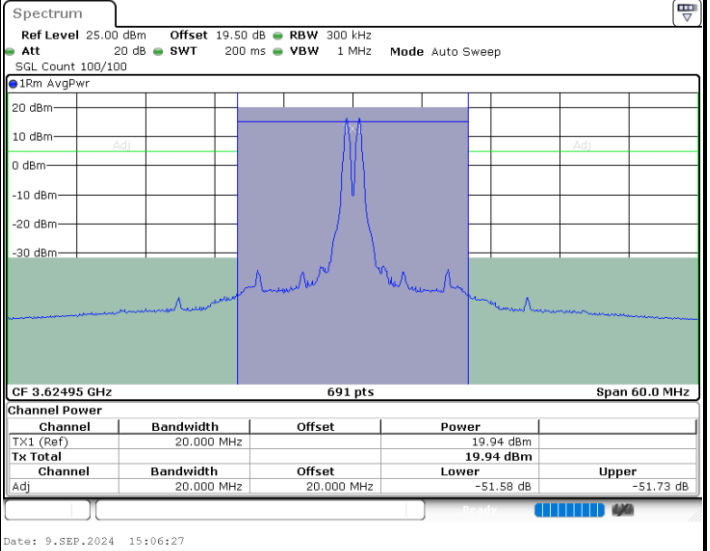 Spectrum
Ref Level 25.00 dBm Offset 19.50 dB RBW 300 kHz
Att 20 dB SWT 200 ms VBW 1 MHz Mode Auto Sweep
SGL Count 100/100
1Rm AvgPwr
20 dBm
Adj Adj
10 dBm
0 dBm
-10 dBm
-20 dBm
-30 dBm
CF 3.62495 GHz 691 pts Span 60.0 MHz
Channel Power
Channel Bandwidth Offset Power
TX1 (Ref) 20.000 MHz 19.94 dBm
Tx Total 19.94 dBm
Channel Bandwidth Offset Lower Upper
Adj 20.000 MHz 20.000 MHz -51.58 dB -51.73 dB
Ready
Date: 9.SEP.2024 15:06:27